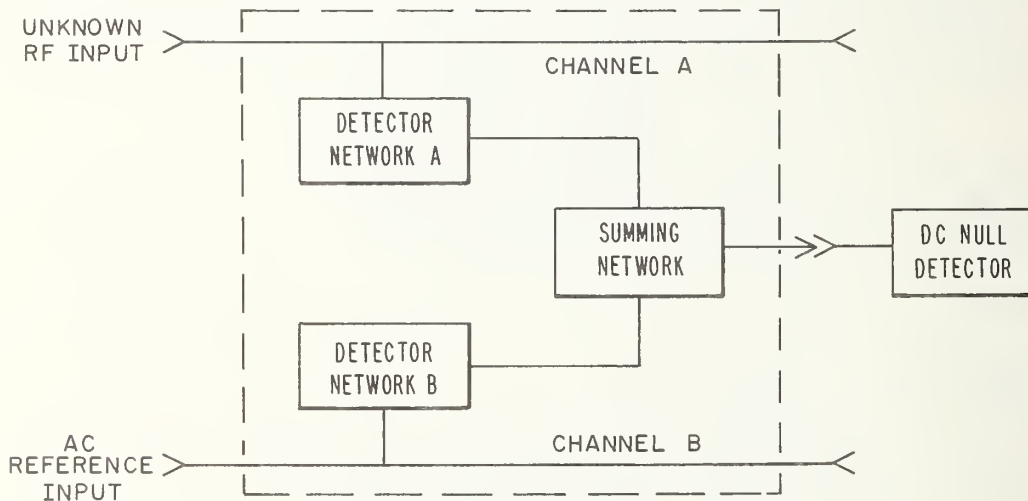 UNKNOWN
RF INPUT
CHANNEL A
DETECTOR
NETWORK A
SUMMING
NETWORK
DC NULL
DETECTOR
DETECTOR
NETWORK B
AC
REFERENCE
INPUT
CHANNEL B